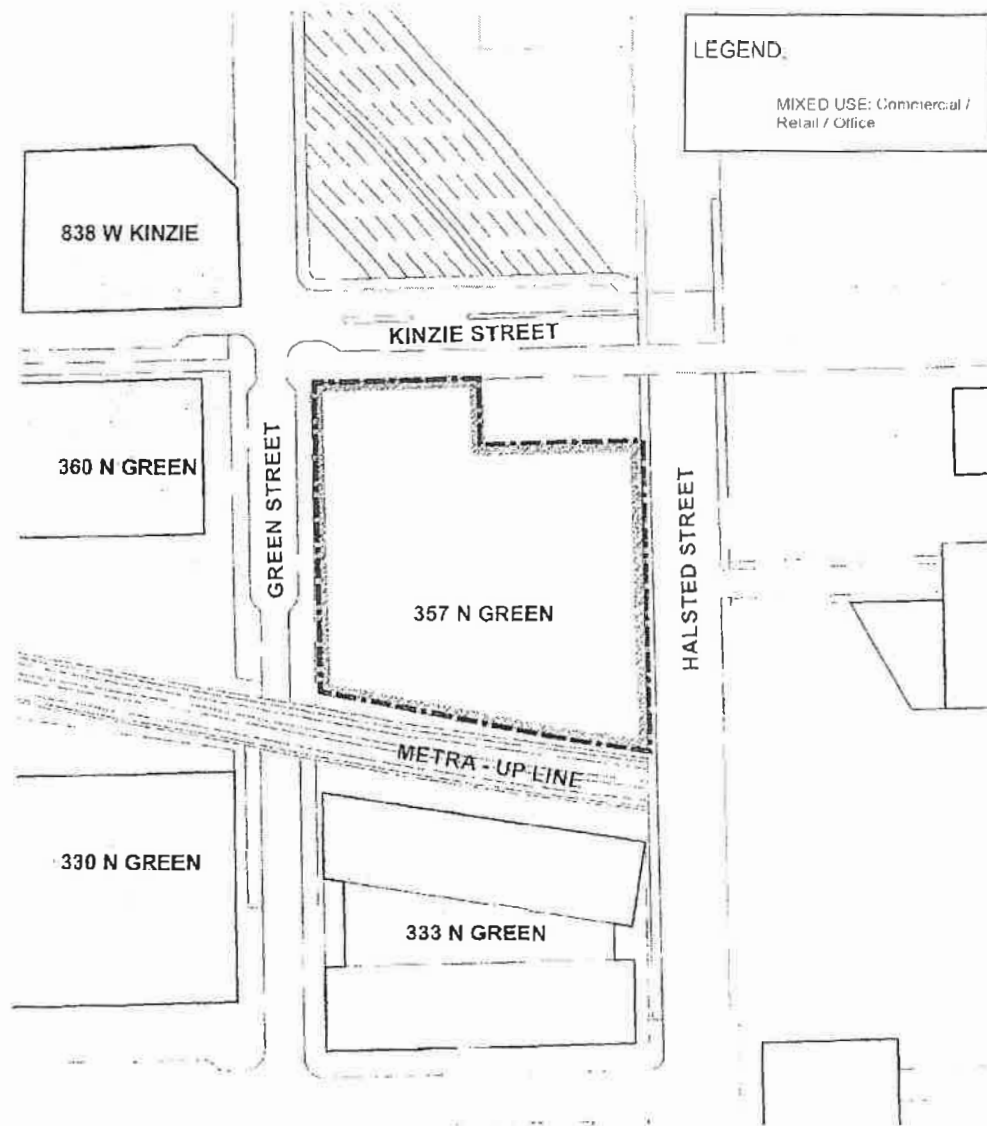 LEGEND
MIXED USE: Commercial /
Retail / Office
838 W KINZIE
KINZIE STREET
360 N GREEN
GREEN STREET
HALSTED STREET
357 N GREEN
METRA - UP LINE
330 N GREEN
333 N GREEN